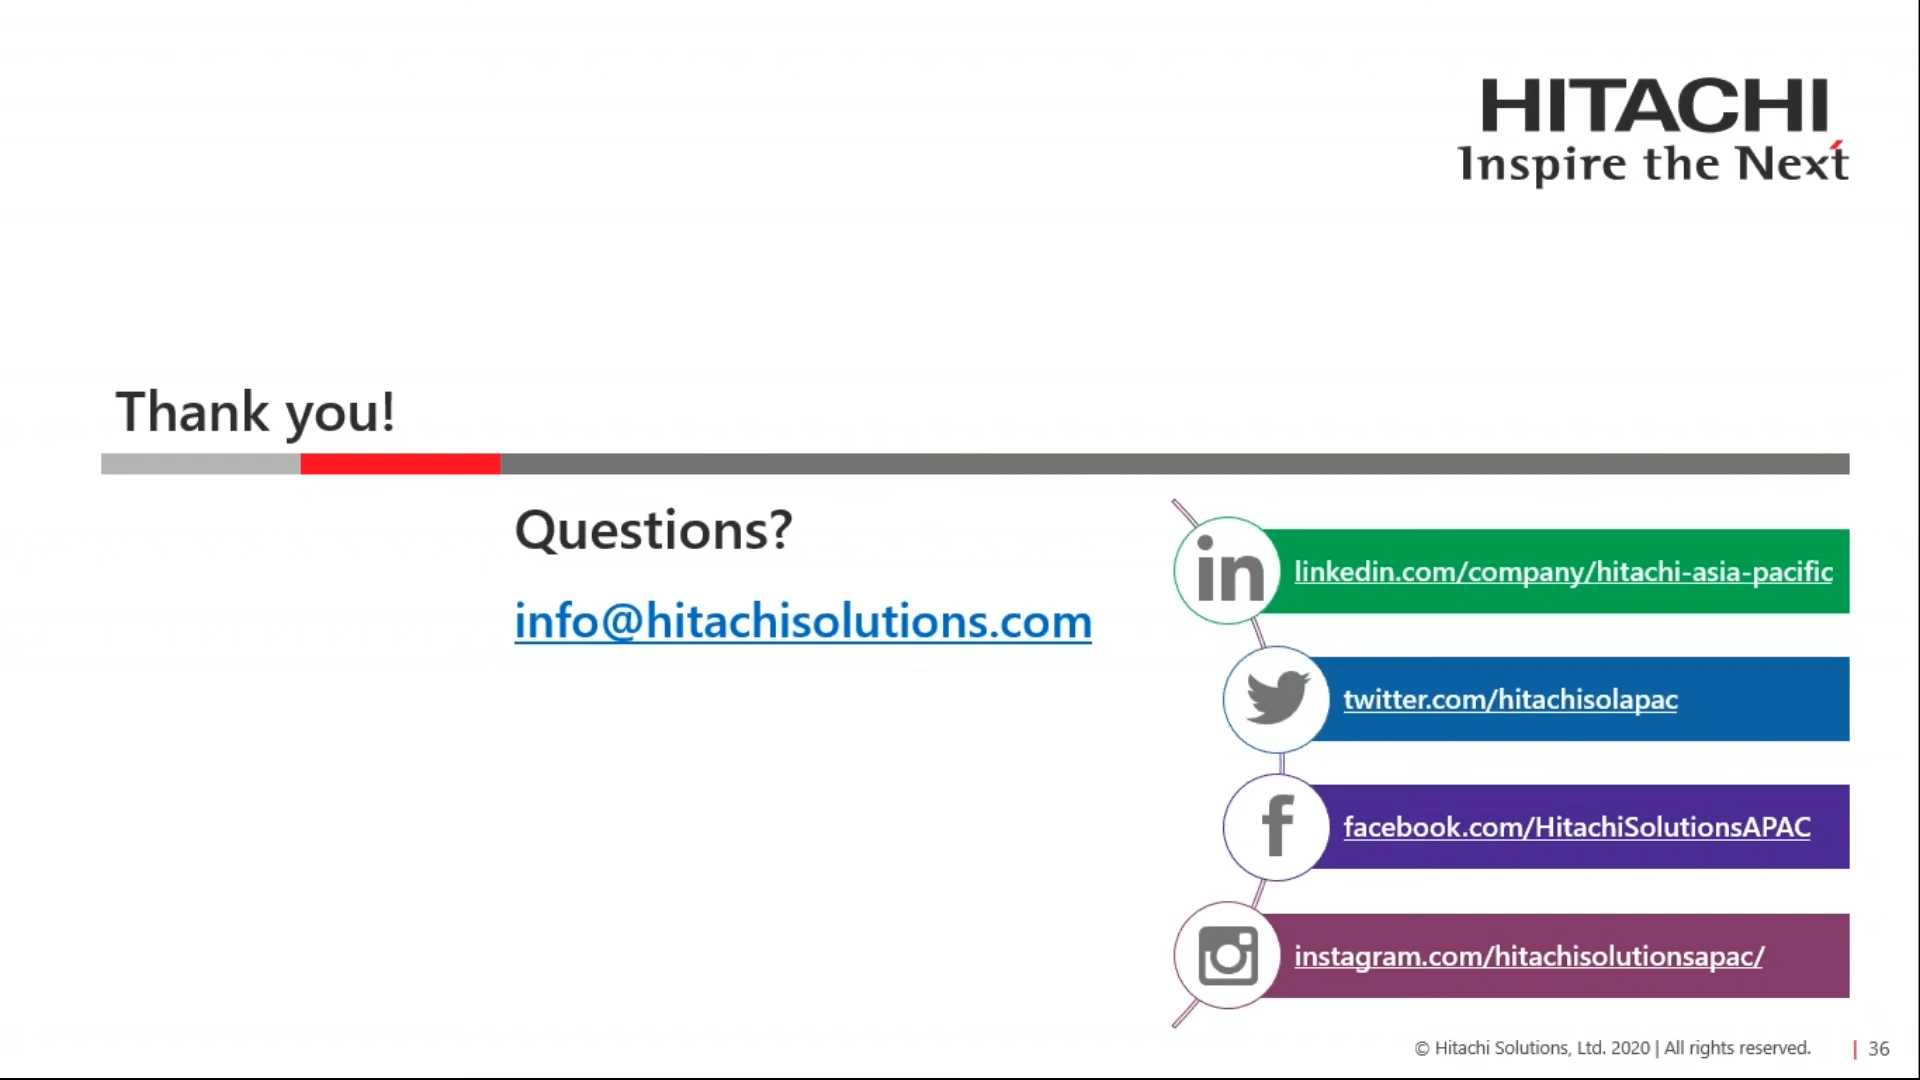 HITACHI
Inspire the Next
Thank you!
Questions?
info@hitachisolutions.com
in
linkedin.com/company/hitachi-asia-pacific
twitter.com/hitachisolapac
f
facebook.com/HitachiSolutionsAPAC
instagram.com/hitachisolutionsapac/
© Hitachi Solutions, Ltd. 2020 | All rights reserved. | 36